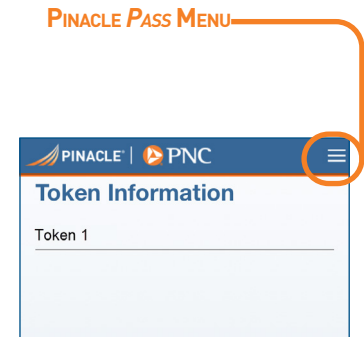 PINACLE PASS MENU
PINACLE® | PNC
Token Information
Token 1